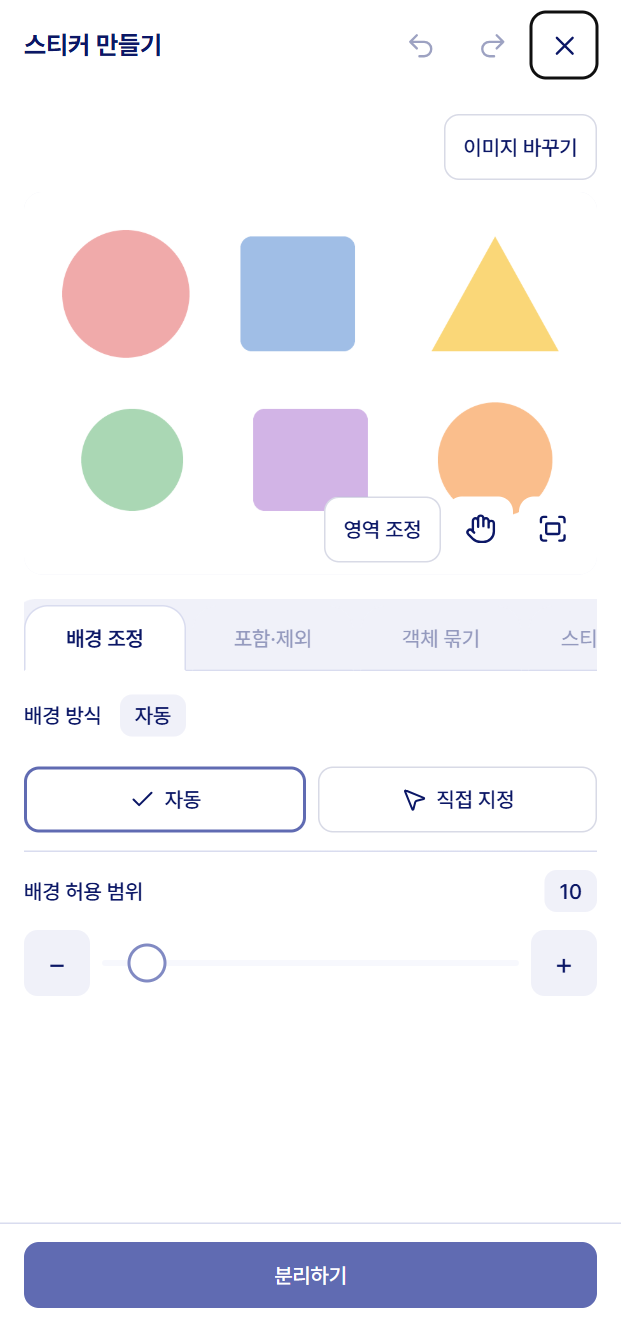 스티커 만들기
이미지 바꾸기
영역 조정
배경 조정 포함·제외 객체 묶기 스티
배경 방식 자동
자동 직접 지정
배경 허용 범위 10
− +
분리하기